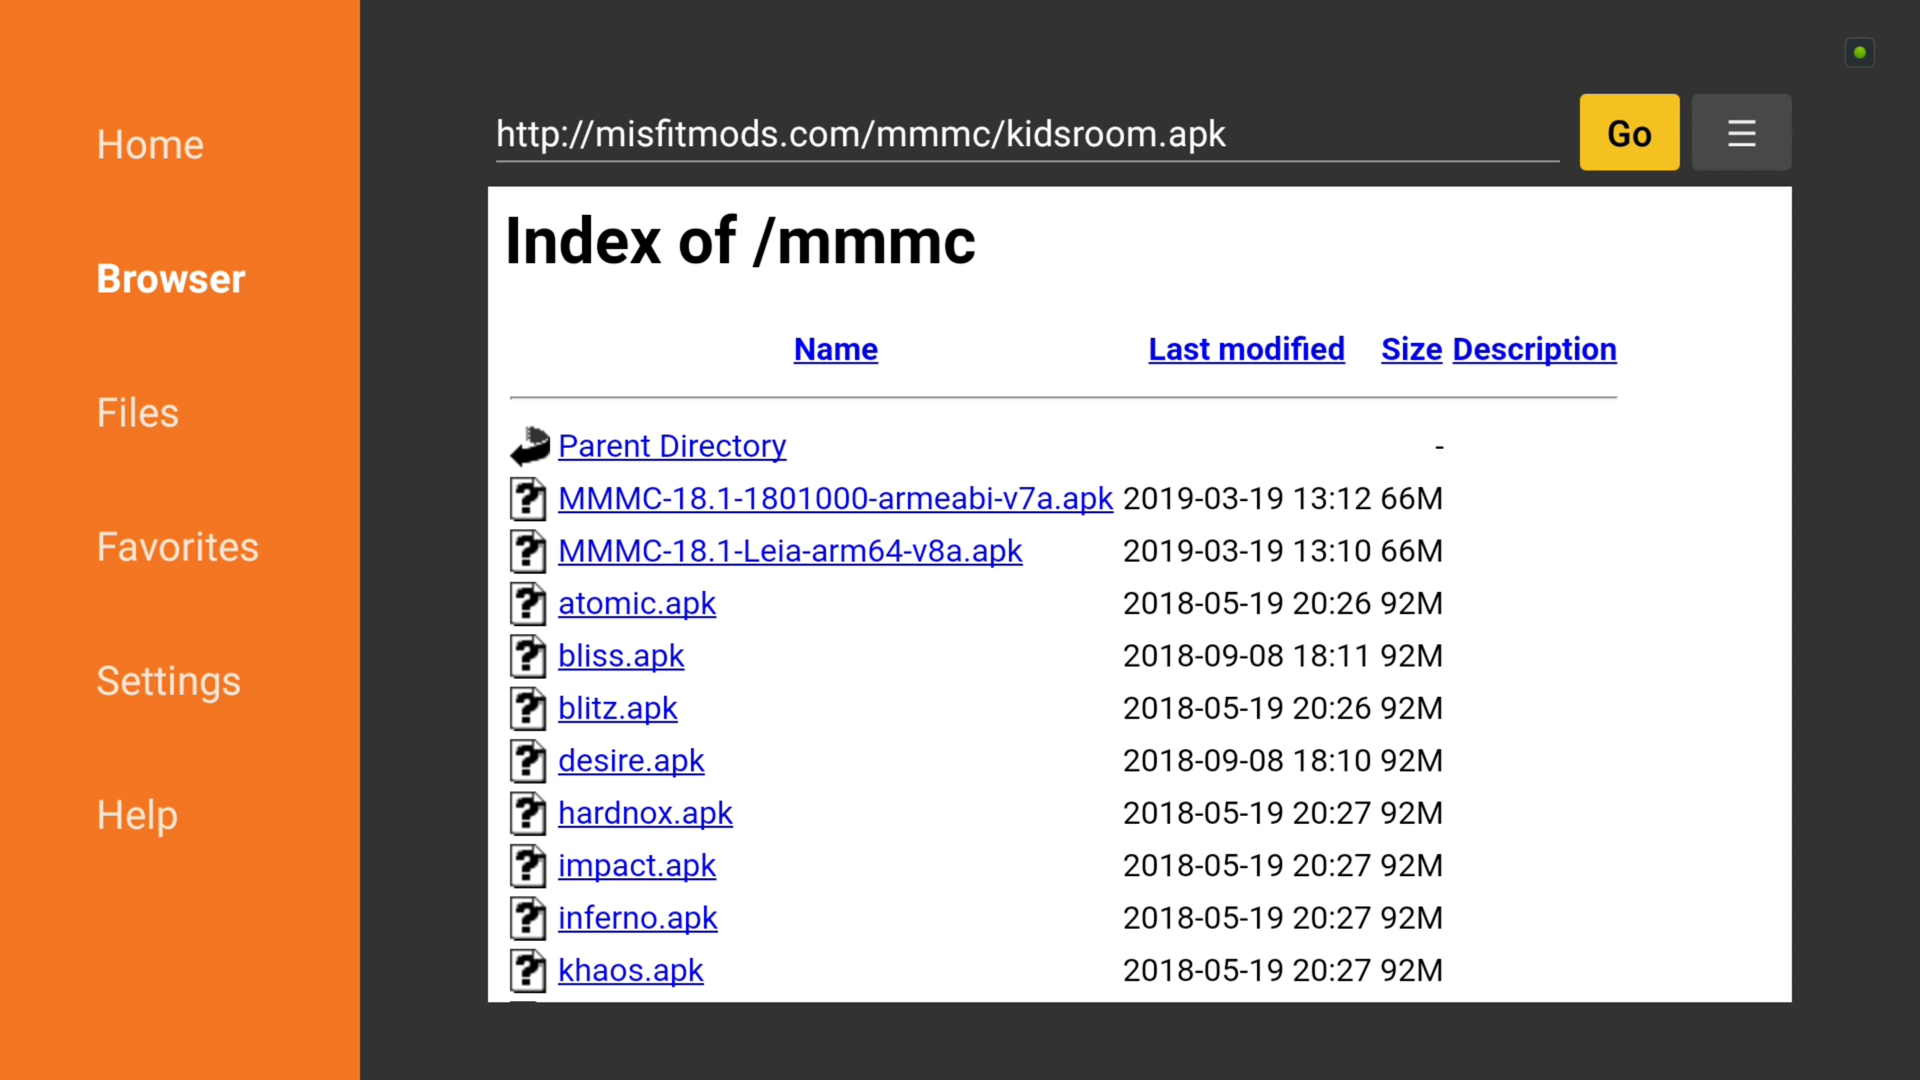 Home
Browser
Files
Favorites
Settings
Help
http://misfitmods.com/mmmc/kidsroom.apk
Go
Index of /mmmc
Name Last modified Size Description
Parent Directory -
MMMC-18.1-1801000-armeabi-v7a.apk 2019-03-19 13:12 66M
MMMC-18.1-Leia-arm64-v8a.apk 2019-03-19 13:10 66M
atomic.apk 2018-05-19 20:26 92M
bliss.apk 2018-09-08 18:11 92M
blitz.apk 2018-05-19 20:26 92M
desire.apk 2018-09-08 18:10 92M
hardnox.apk 2018-05-19 20:27 92M
impact.apk 2018-05-19 20:27 92M
inferno.apk 2018-05-19 20:27 92M
khaos.apk 2018-05-19 20:27 92M